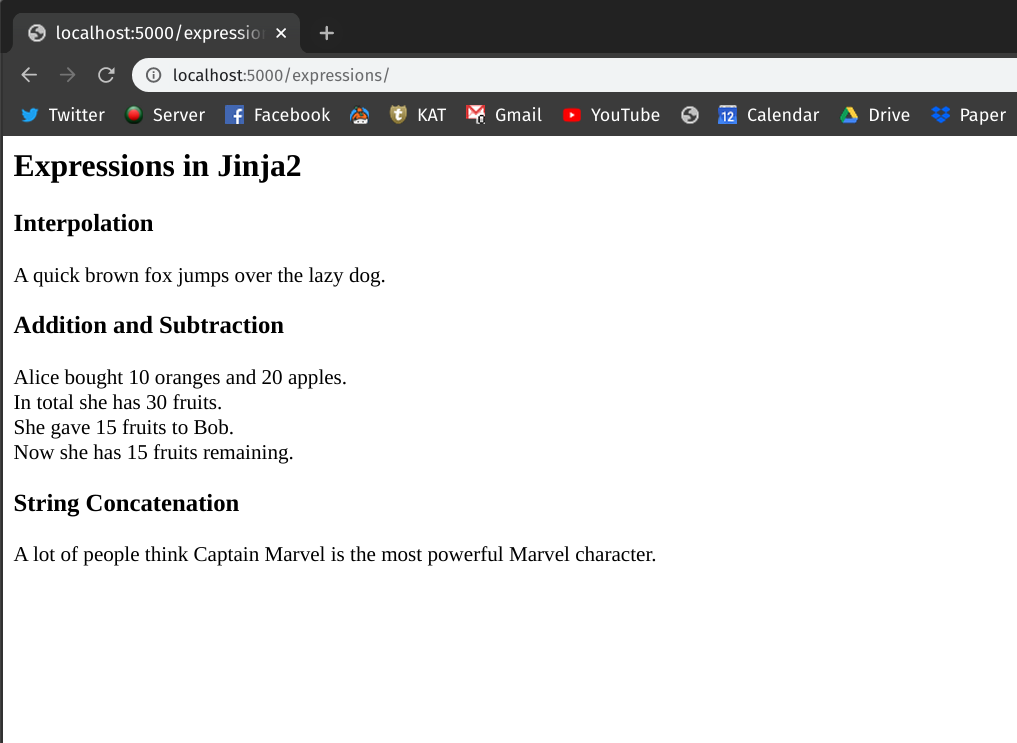 localhost:5000/expressio
localhost:5000/expressions/
Twitter Server Facebook KAT Gmail YouTube 12 Calendar Drive Paper
Expressions in Jinja2
Interpolation
A quick brown fox jumps over the lazy dog.
Addition and Subtraction
Alice bought 10 oranges and 20 apples.
In total she has 30 fruits.
She gave 15 fruits to Bob.
Now she has 15 fruits remaining.
String Concatenation
A lot of people think Captain Marvel is the most powerful Marvel character.